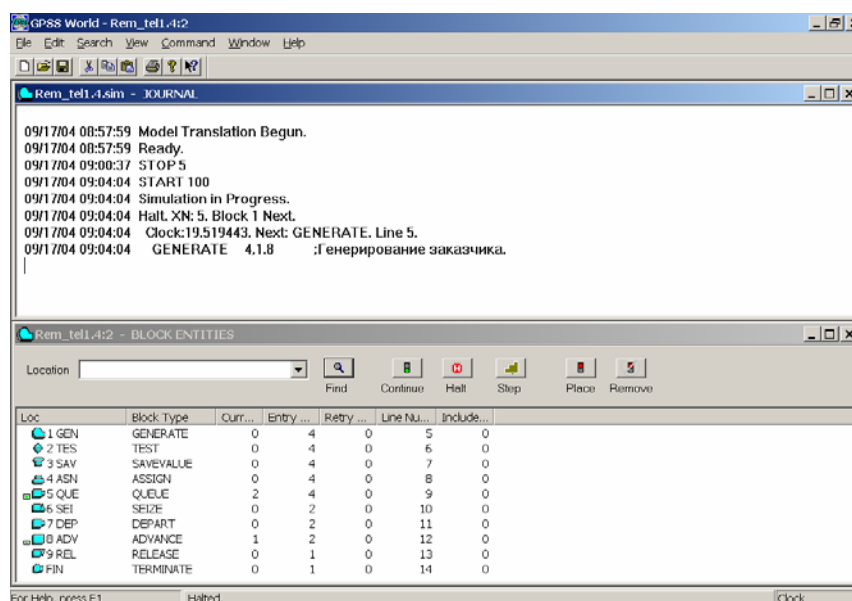 GPSS World - Rem_tel1.4:2
File Edit Search View Command Window Help
Rem_tel1.4.sim - JOURNAL
09/17/04 08:57:59 Model Translation Begun.
09/17/04 08:57:59 Ready.
09/17/04 09:00:37 STOP 5
09/17/04 09:04:04 START 100
09/17/04 09:04:04 Simulation in Progress.
09/17/04 09:04:04 Halt. XN: 5. Block 1 Next.
09/17/04 09:04:04 Clock:19.519443. Next: GENERATE. Line 5.
09/17/04 09:04:04 GENERATE 4,1.8 ;Генерирование заказчика.
Rem_tel1.4:2 - BLOCK ENTITIES
Location Find Continue Halt Step Place Remove
Loc Block Type Curr... Entry ... Retry ... Line Nu... Include...
1 GEN GENERATE 0 4 0 5 0
2 TES TEST 0 4 0 6 0
3 SAV SAVEVALUE 0 4 0 7 0
4 ASN ASSIGN 0 4 0 8 0
5 QUE QUEUE 2 4 0 9 0
6 SEI SEIZE 0 2 0 10 0
7 DEP DEPART 0 2 0 11 0
8 ADV ADVANCE 1 2 0 12 0
9 REL RELEASE 0 1 0 13 0
FIN TERMINATE 0 1 0 14 0
For Help, press F1 Halted Clock